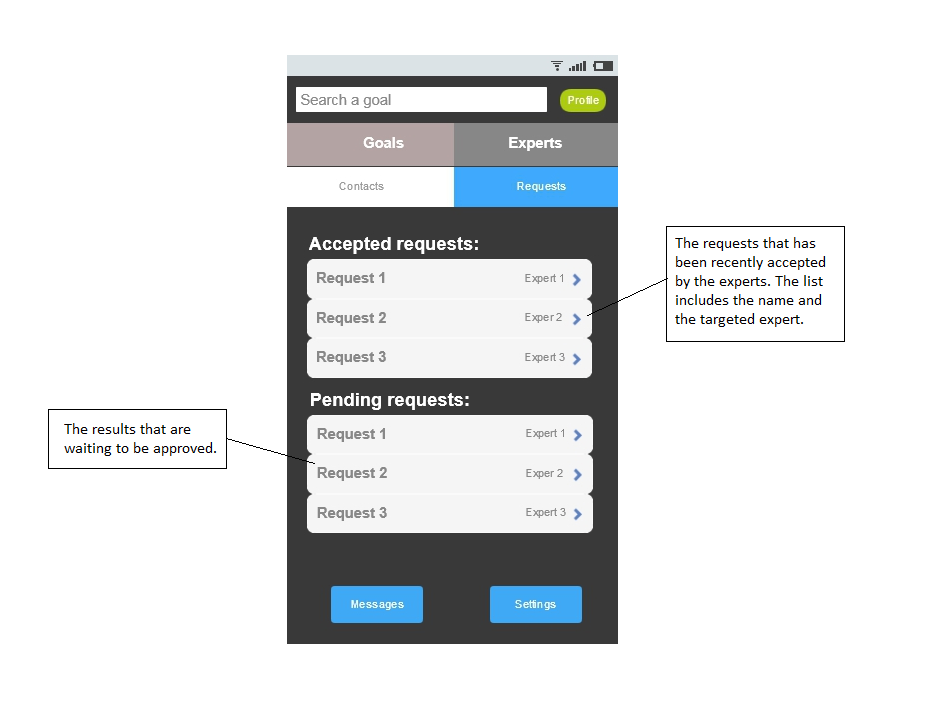 Search a goal
Profile
Goals
Experts
Contacts
Requests
Accepted requests:
Request 1 Expert 1
Request 2 Exper 2
Request 3 Expert 3
The requests that has
been recently accepted
by the experts. The list
includes the name and
the targeted expert.
Pending requests:
Request 1 Expert 1
Request 2 Exper 2
Request 3 Expert 3
The results that are
waiting to be approved.
Messages
Settings